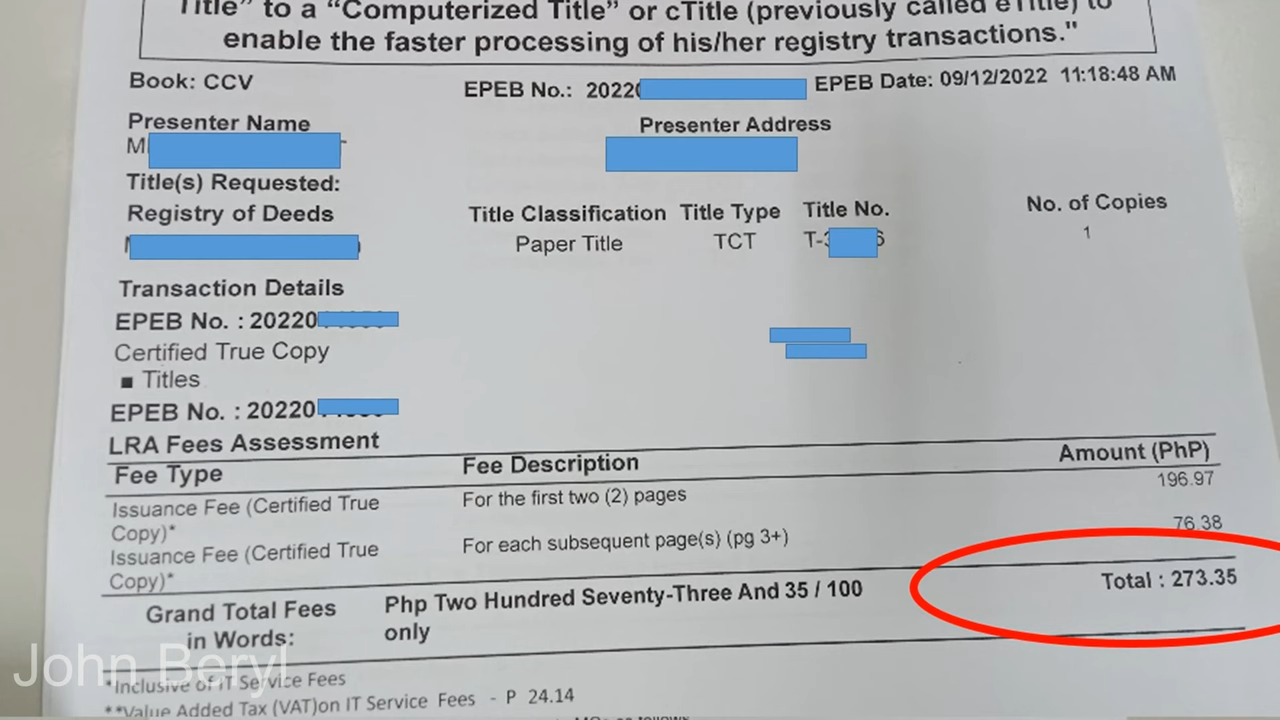 Title" to a "Computerized Title" or cTitle (previously called eTitle) to
enable the faster processing of his/her registry transactions."
Book: CCV EPEB No.: 2022 EPEB Date: 09/12/2022 11:18:48 AM
Presenter Name Presenter Address
M
Title(s) Requested:
Registry of Deeds Title Classification Title Type Title No. No. of Copies
Paper Title TCT T- 1
Transaction Details
EPEB No. : 20220
Certified True Copy
■ Titles
EPEB No. : 20220
LRA Fees Assessment
Fee Type Fee Description Amount (PhP)
Issuance Fee (Certified True For the first two (2) pages 196.97
Copy)*
Issuance Fee (Certified True For each subsequent page(s) (pg 3+) 76.38
Copy)*
Grand Total Fees Php Two Hundred Seventy-Three And 35 / 100 Total : 273.35
in Words: only
John Beryl
*Inclusive of IT Service Fees
**Value Added Tax (VAT)on IT Service Fees - P 24.14